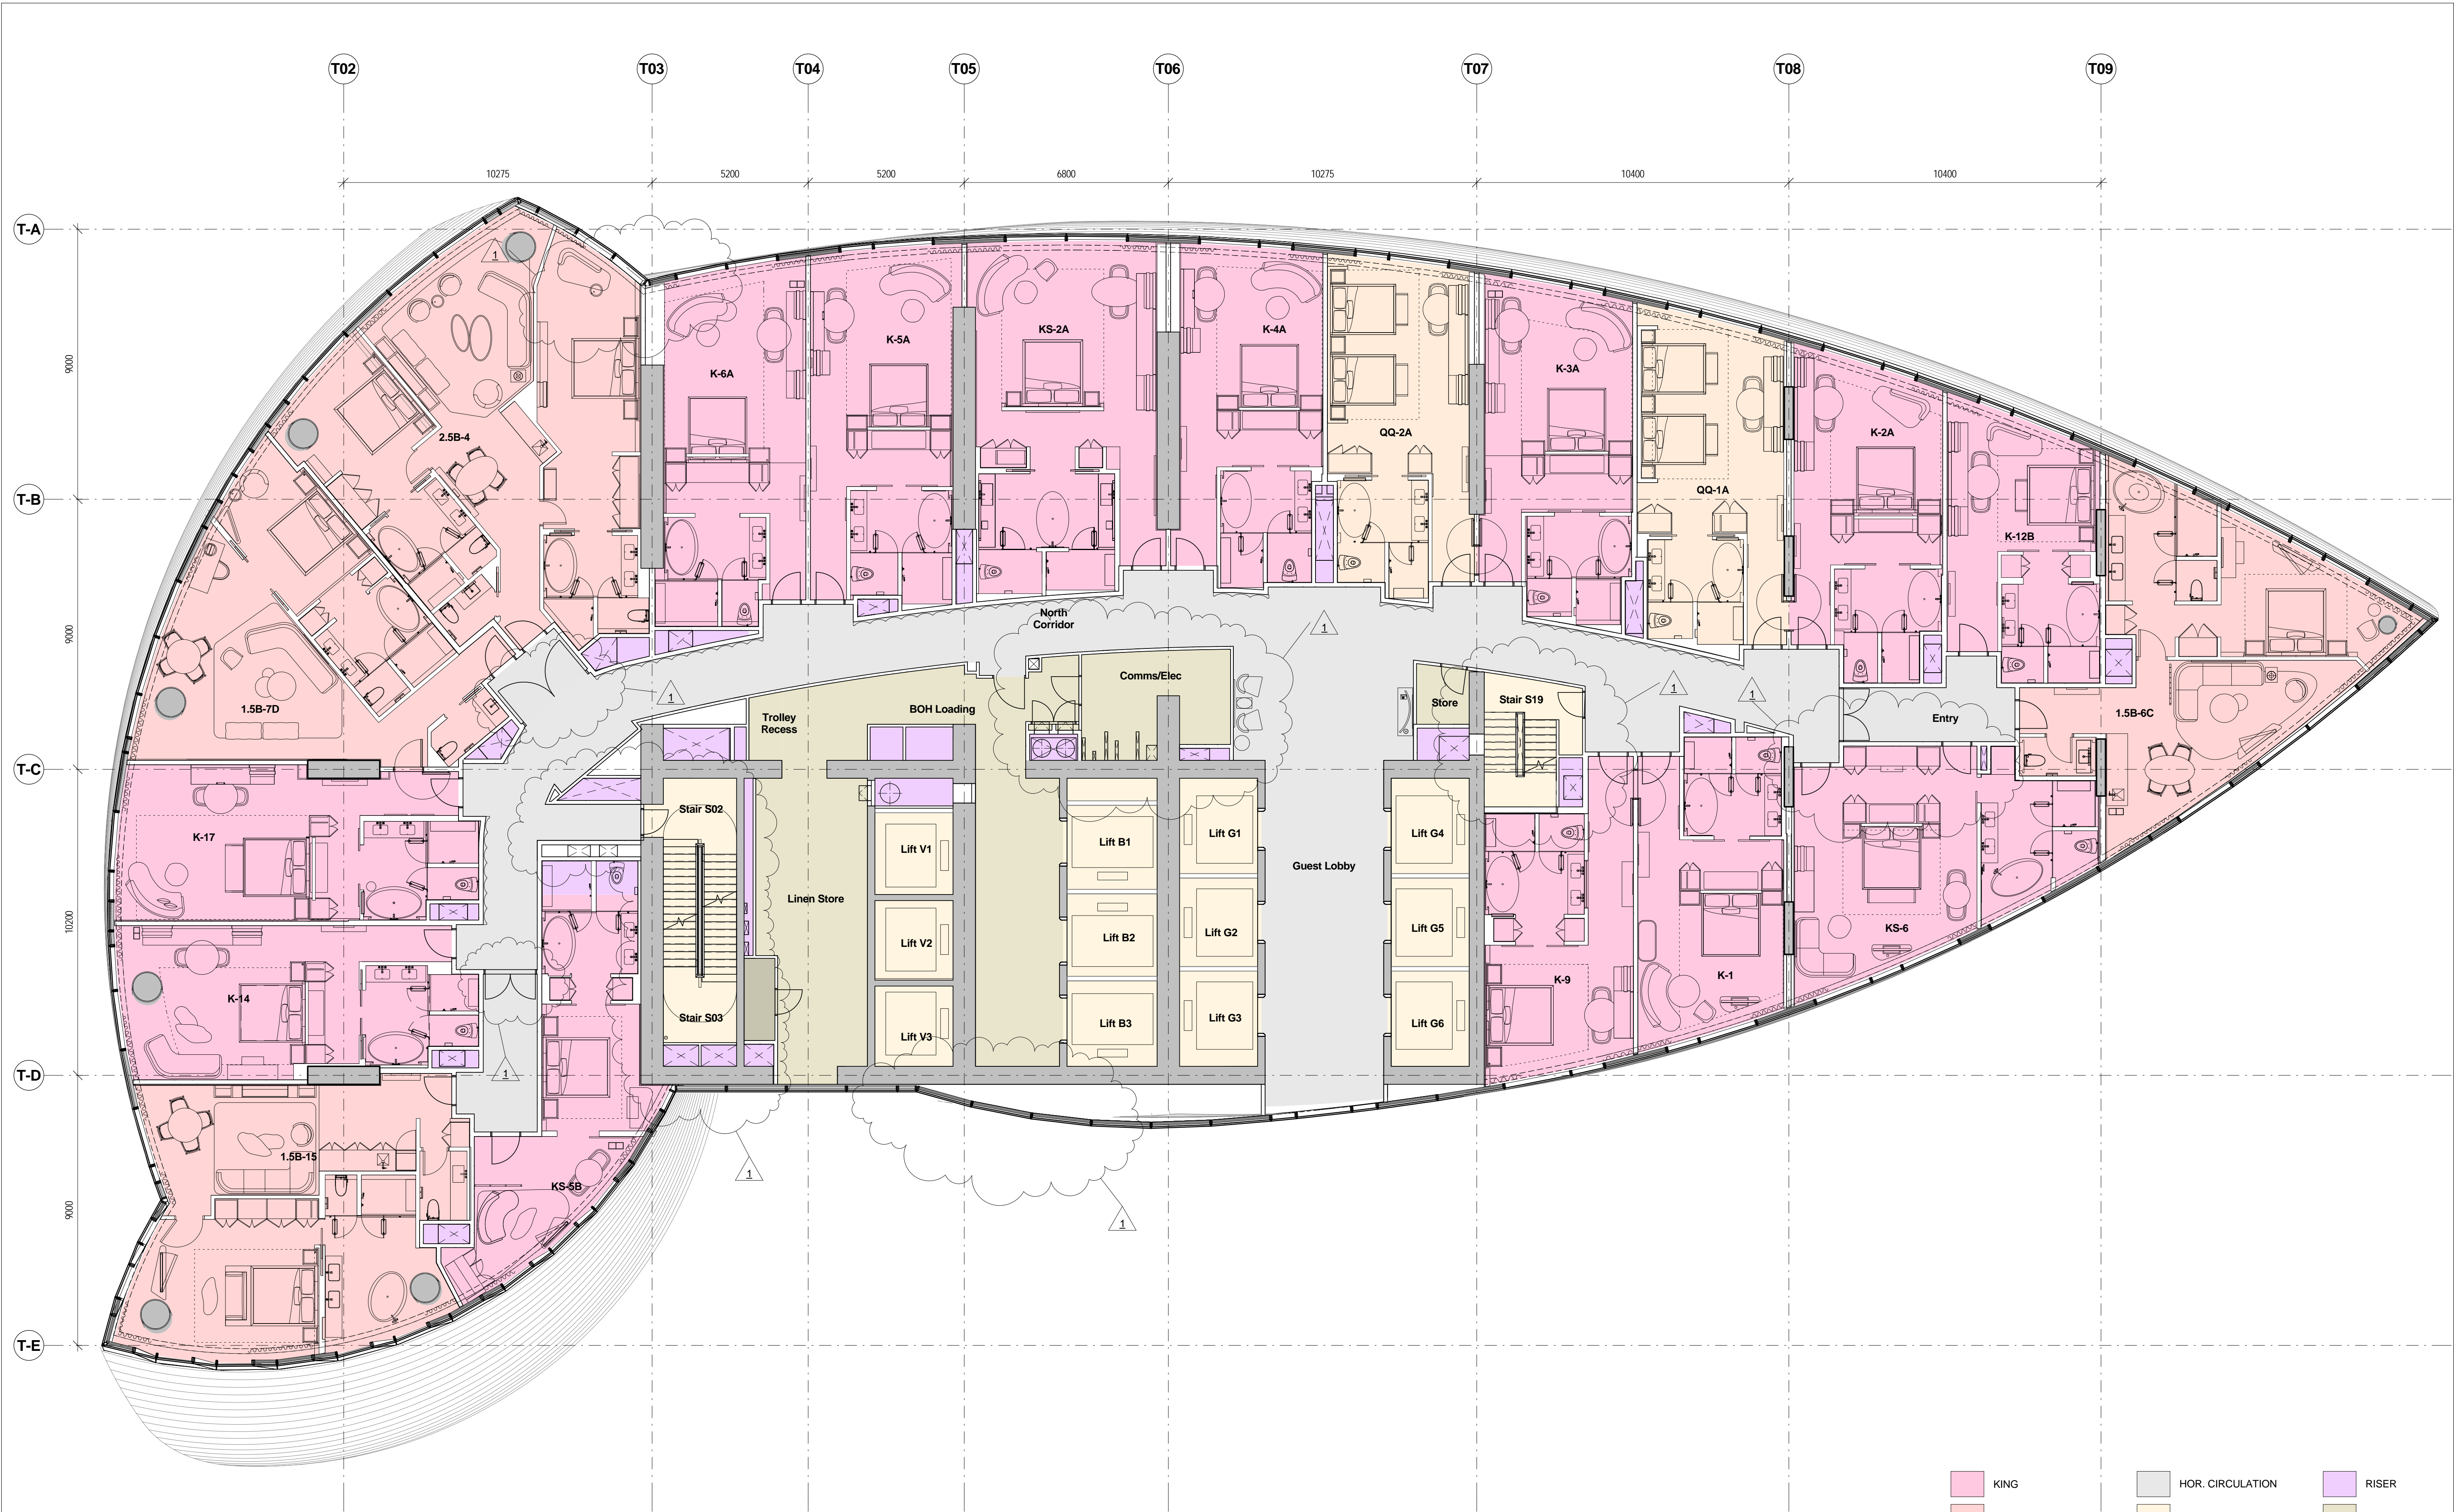 T02
T03
T04
T05
T06
T07
T08
T09
10275
5200
5200
6800
10275
10400
10400
T-A
T-B
T-C
T-D
T-E
9000
9000
10200
9000
1
2.5B-4
K-6A
K-5A
KS-2A
K-4A
QQ-2A
K-3A
QQ-1A
K-2A
K-12B
1.5B-7D
1.5B-6C
North
Corridor
1
1
1
1
Comms/Elec
BOH Loading
Trolley
Recess
Store
Stair S19
Entry
K-17
Stair S02
Lift V1
Lift B1
Lift G1
Guest Lobby
Lift G4
Linen Store
Lift V2
Lift B2
Lift G2
Lift G5
KS-6
K-14
K-9
K-1
Stair S03
Lift V3
Lift B3
Lift G3
Lift G6
1
1.5B-15
KS-5B
1
1
KING
HOR. CIRCULATION
RISER